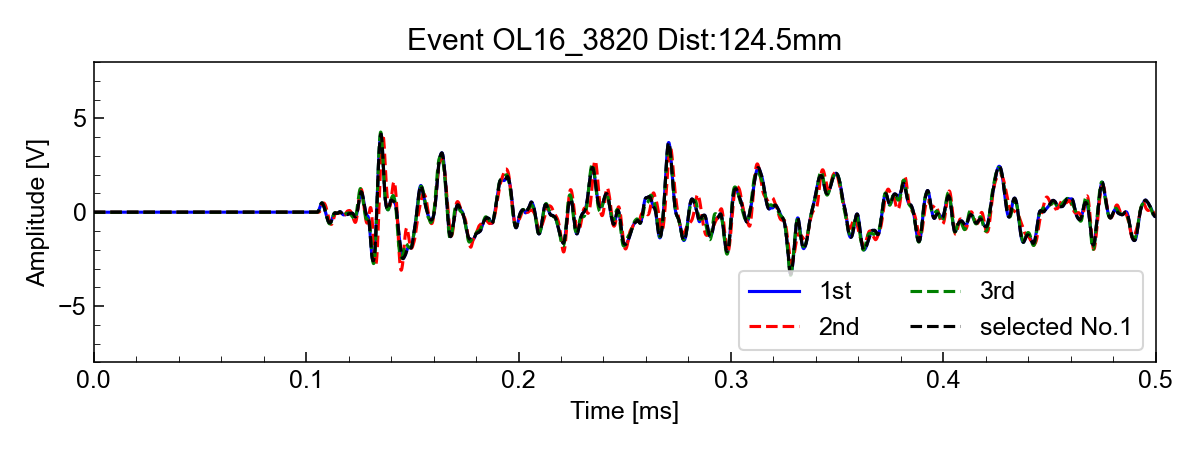 Event OL16_3820 Dist:124.5mm
Amplitude [V]
5
0
−5
1st
2nd
3rd
selected No.1
0.0 0.1 0.2 0.3 0.4 0.5
Time [ms]